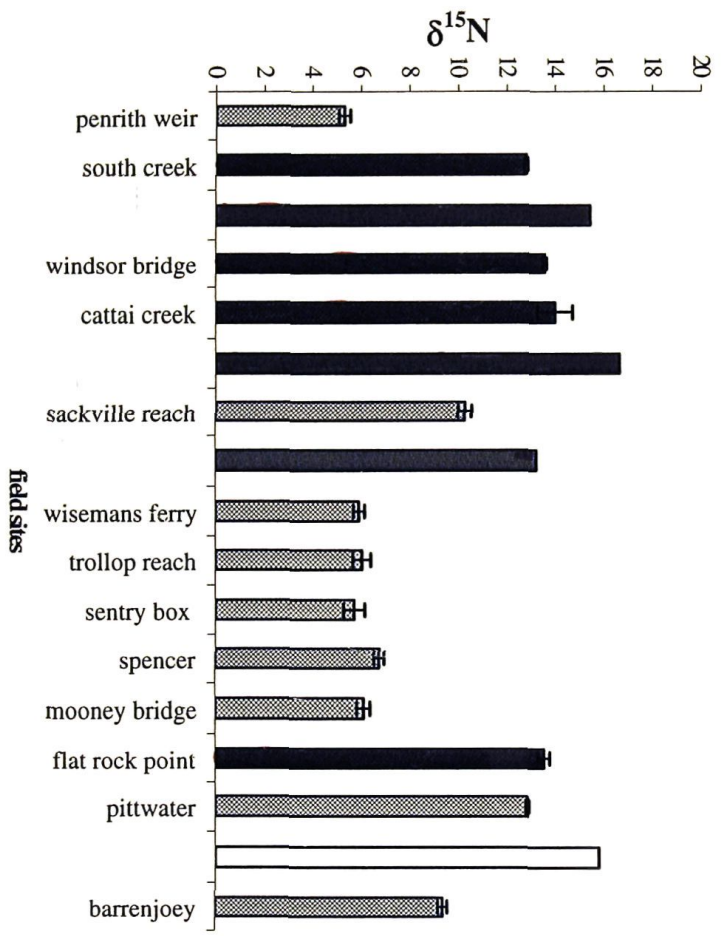 δ¹⁵N
0 2 4 6 8 10 12 14 16 18 20
penrith weir
south creek
windsor bridge
cattai creek
sackville reach
wisemans ferry
trollop reach
sentry box
spencer
mooney bridge
flat rock point
pittwater
barrenjoey
field sites